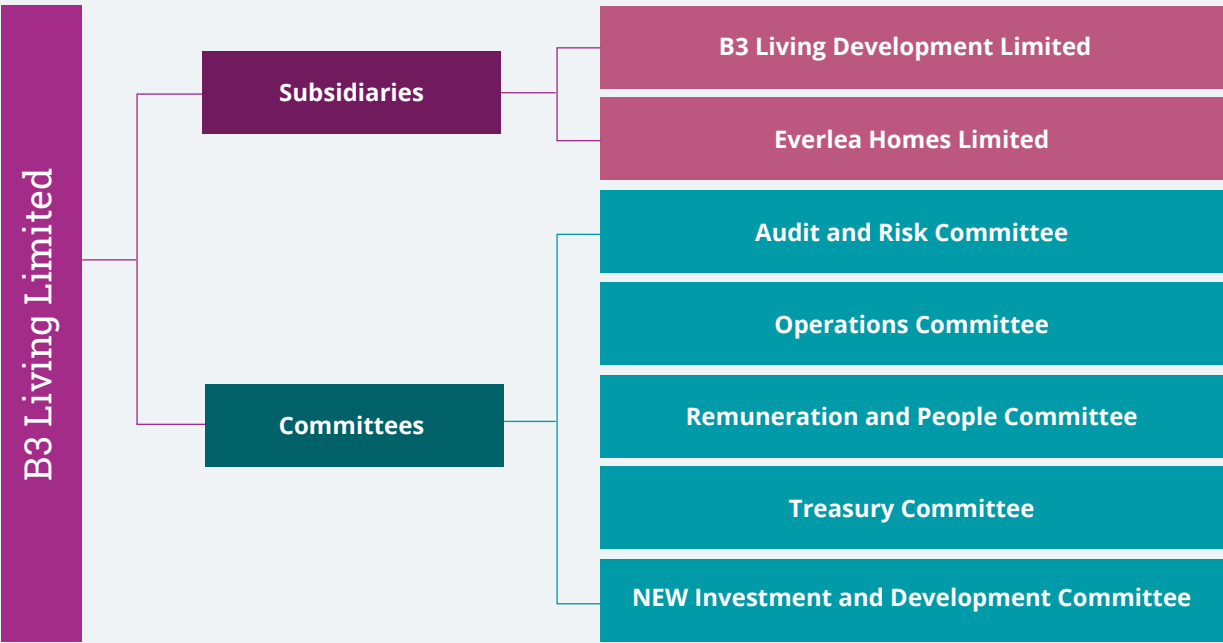 B3 Living Limited
Subsidiaries
B3 Living Development Limited
Everlea Homes Limited
Committees
Audit and Risk Committee
Operations Committee
Remuneration and People Committee
Treasury Committee
NEW Investment and Development Committee